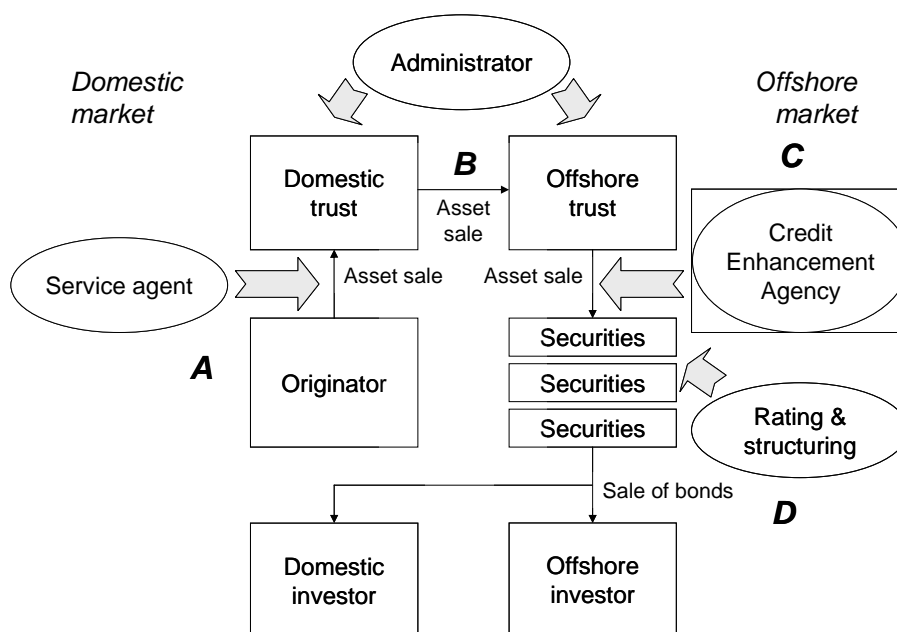 Administrator
Domestic
market
Offshore
market
C
Domestic
trust
B
Asset
sale
Offshore
trust
Credit
Enhancement
Agency
Service agent
Asset sale
Asset sale
A
Originator
Securities
Securities
Securities
Rating &
structuring
Sale of bonds
D
Domestic
investor
Offshore
investor